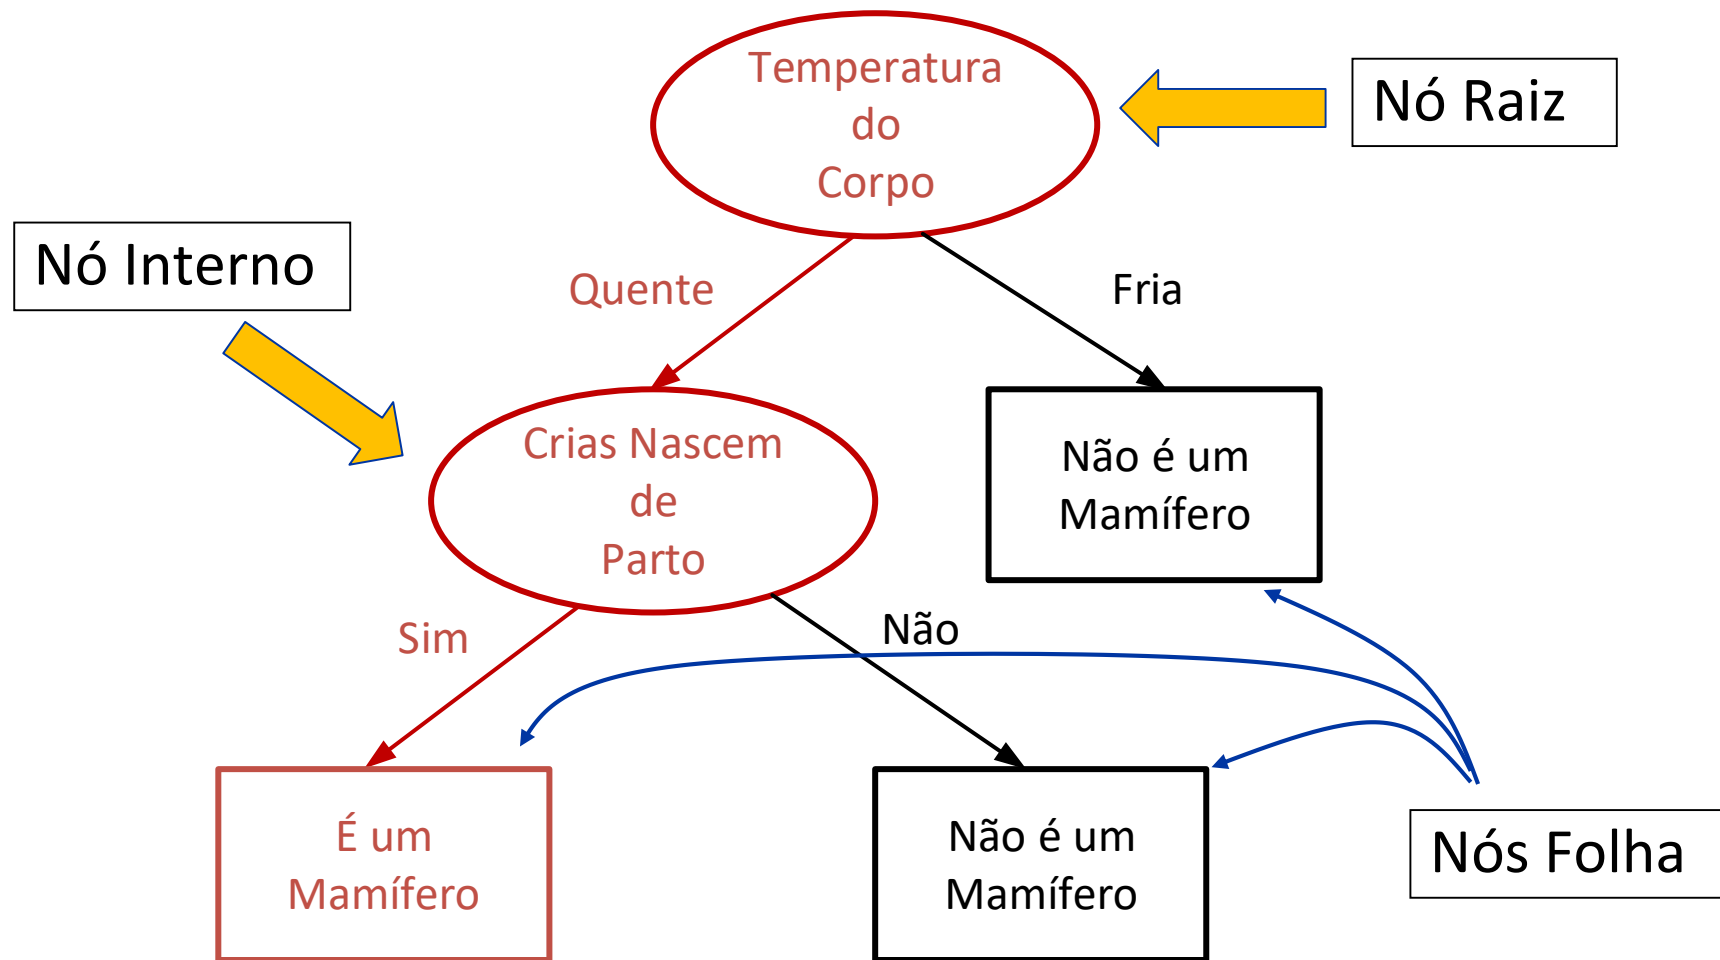 Temperatura
do
Corpo
Nó Raiz
Nó Interno
Quente
Fria
Crias Nascem
de
Parto
Não é um
Mamífero
Sim
Não
É um
Mamífero
Não é um
Mamífero
Nós Folha